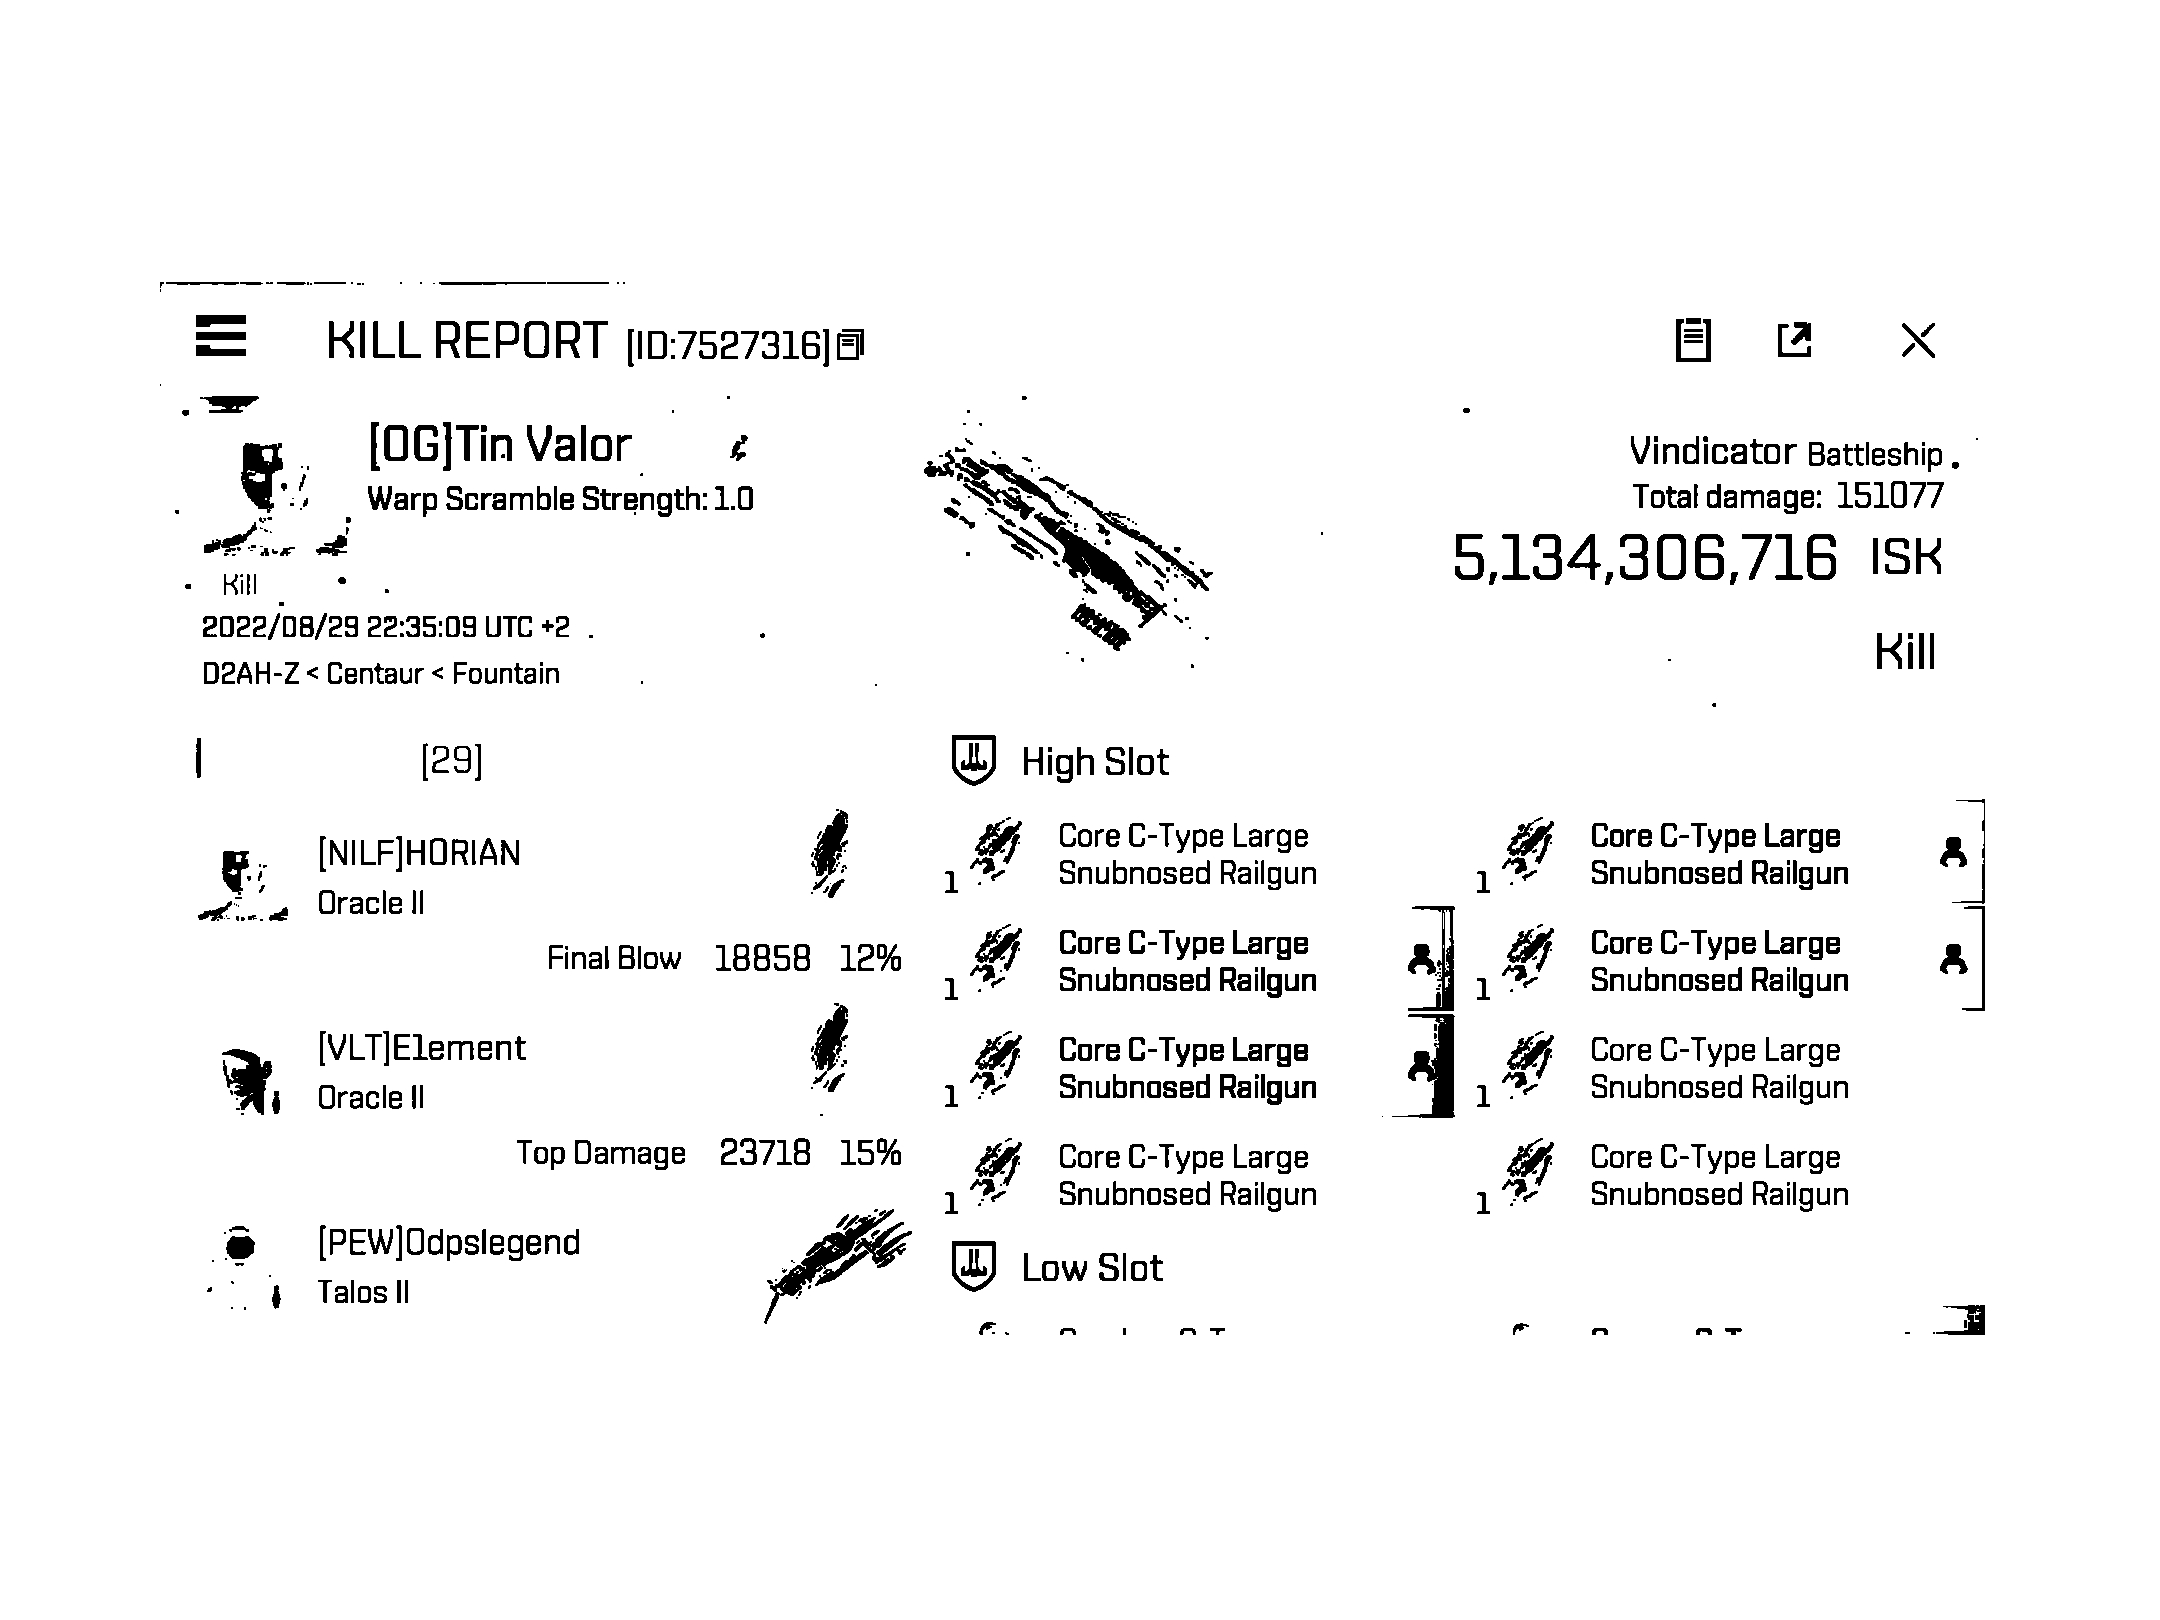 KILL REPORT [ID:7527316]
[OG]Tin Valor
Warp Scramble Strength: 1.0
Kill
2022/08/29 22:35:09 UTC +2
D2AH-Z < Centaur < Fountain
Vindicator Battleship
Total damage: 151077
5,134,306,716 ISK
Kill
[29]
[NILF]HORIAN
Oracle II
Final Blow 18858 12%
[VLT]Element
Oracle II
Top Damage 23718 15%
[PEW]Odpslegend
Talos II
High Slot
Core C-Type Large
Snubnosed Railgun
1
Core C-Type Large
Snubnosed Railgun
1
Core C-Type Large
Snubnosed Railgun
1
Core C-Type Large
Snubnosed Railgun
1
Core C-Type Large
Snubnosed Railgun
1
Core C-Type Large
Snubnosed Railgun
1
Core C-Type Large
Snubnosed Railgun
1
Core C-Type Large
Snubnosed Railgun
1
Low Slot